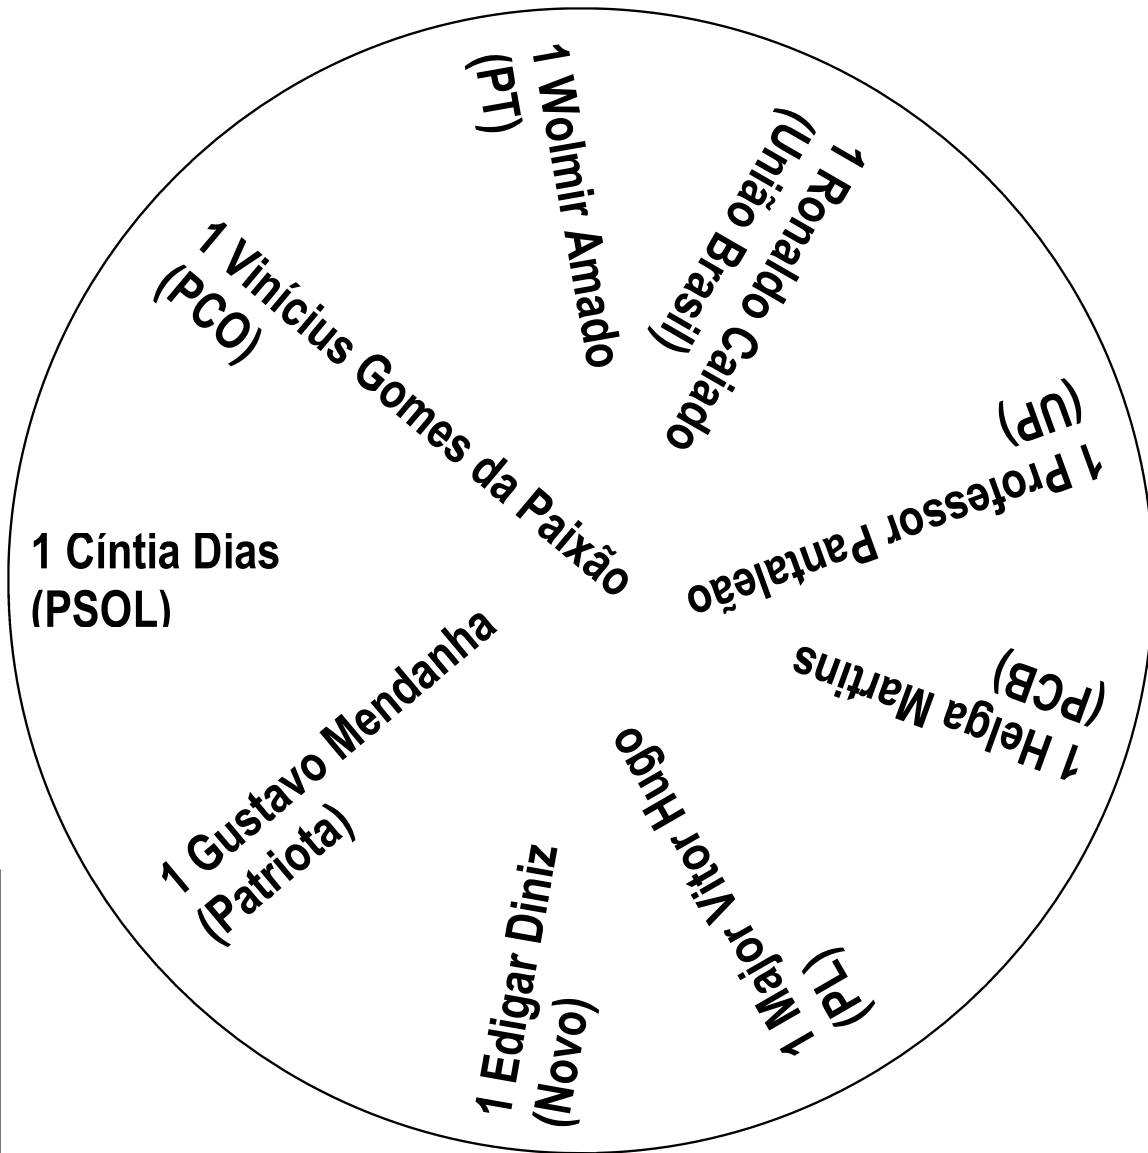 1 Wolmir Amado
(PT)
1 Ronaldo Caiado
(União Brasil)
1 Professor Pantaleão
(UP)
1 Helga Martins
(PCB)
1 Major Vitor Hugo
(PL)
1 Edigar Diniz
(Novo)
1 Gustavo Mendanha
(Patriota)
1 Cíntia Dias
(PSOL)
1 Vinícius Gomes da Paixão
(PCO)